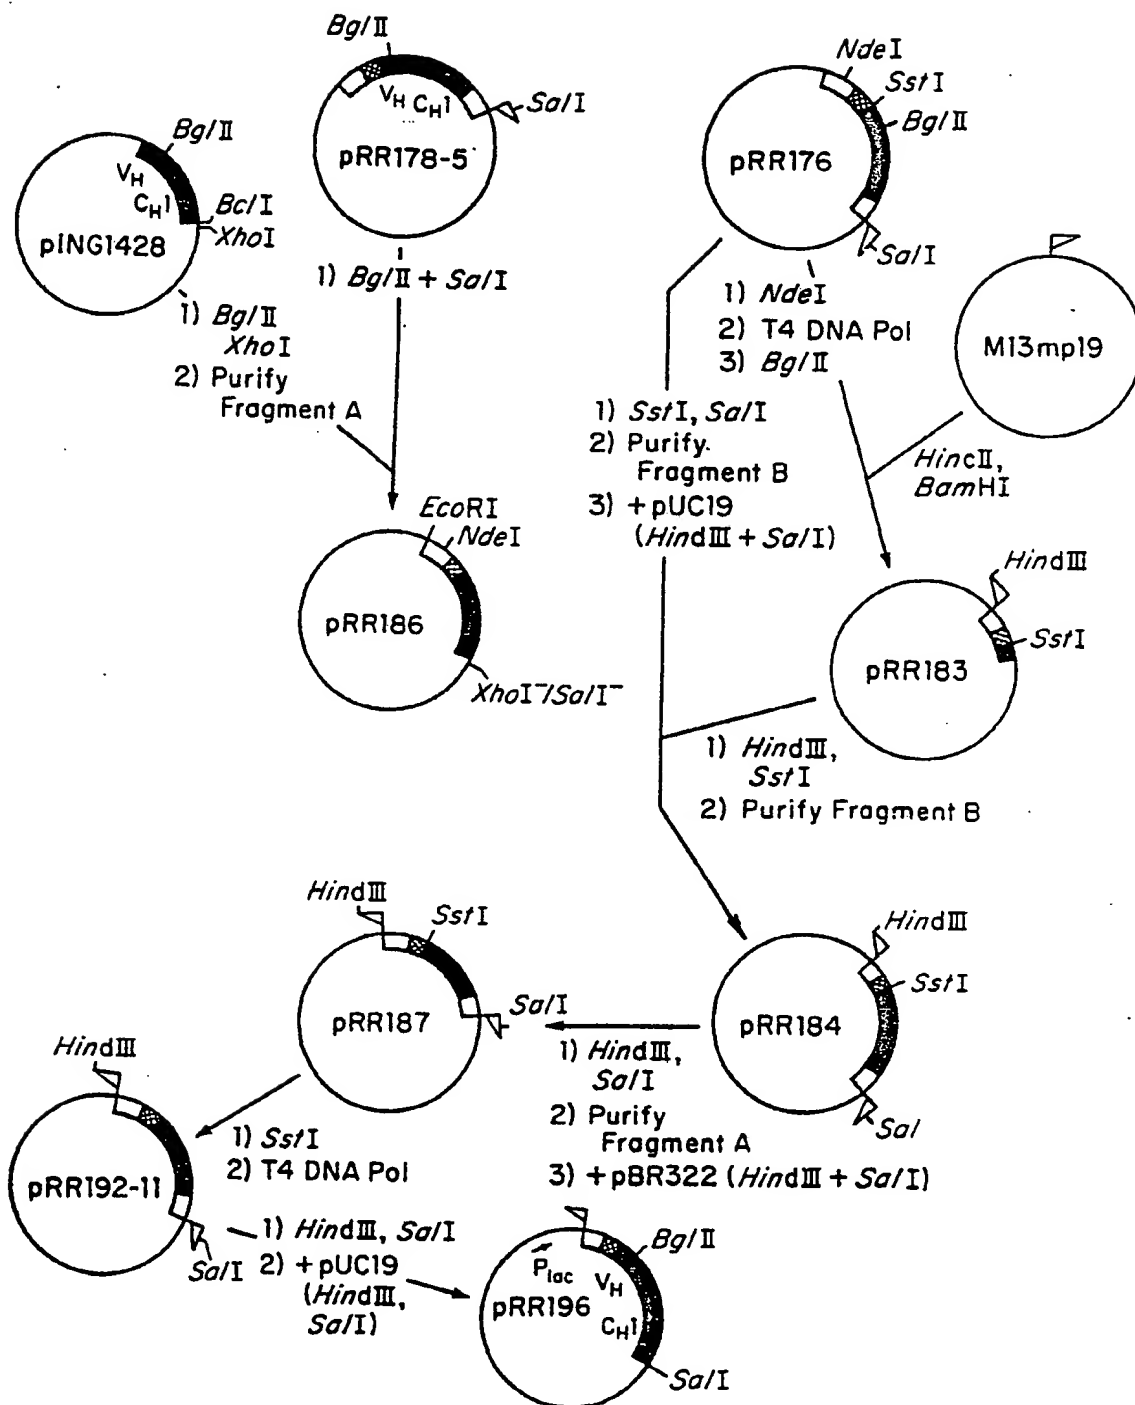 BglII
VH CH1
SalI
pRR178-5
BglII
VH
CH1
BclI
XhoI
pING1428
NdeI
SstI
BglII
pRR176
SalI
1) BglII + SalI
1) BglII
XhoI
2) Purify
Fragment A
1) NdeI
2) T4 DNA Pol
3) BglII
M13mp19
1) SstI, SalI
2) Purify
Fragment B
3) + pUC19
(HindIII + SalI)
HincII,
BamHI
EcoRI
NdeI
pRR186
XhoI⁻/SalI⁻
HindIII
SstI
pRR183
1) HindIII,
SstI
2) Purify Fragment B
HindIII
SstI
pRR187
SalI
HindIII
SstI
pRR184
Sal
1) HindIII,
SalI
2) Purify
Fragment A
3) + pBR322 (HindIII + SalI)
HindIII
pRR192-11
SalI
1) SstI
2) T4 DNA Pol
1) HindIII, SalI
2) + pUC19
(HindIII,
SalI)
Plac
BglII
VH
pRR196
CH1
SalI